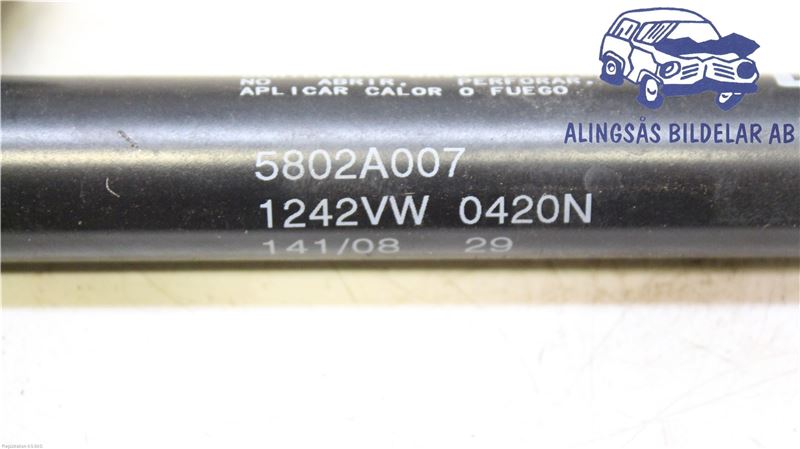 NO ABRIR, PERFORAR,
APLICAR CALOR O FUEGO
ALINGSÅS BILDELAR AB
5802A007
1242VW 0420N
141/08 29